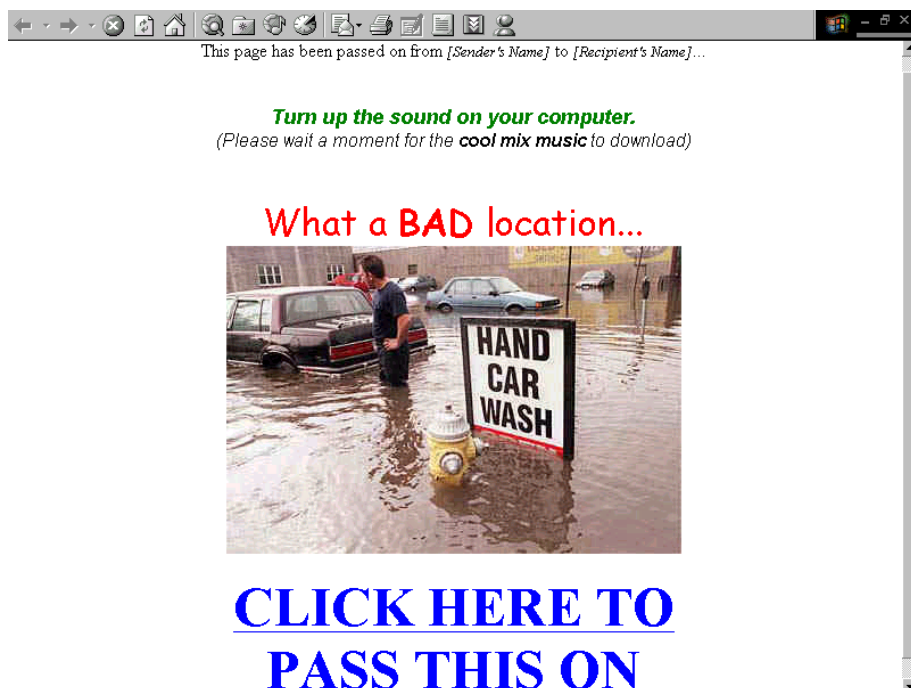 This page has been passed on from [Sender's Name] to [Recipient's Name]...
Turn up the sound on your computer.
(Please wait a moment for the cool mix music to download)
What a BAD location...
HAND
CAR
WASH
CLICK HERE TO
PASS THIS ON